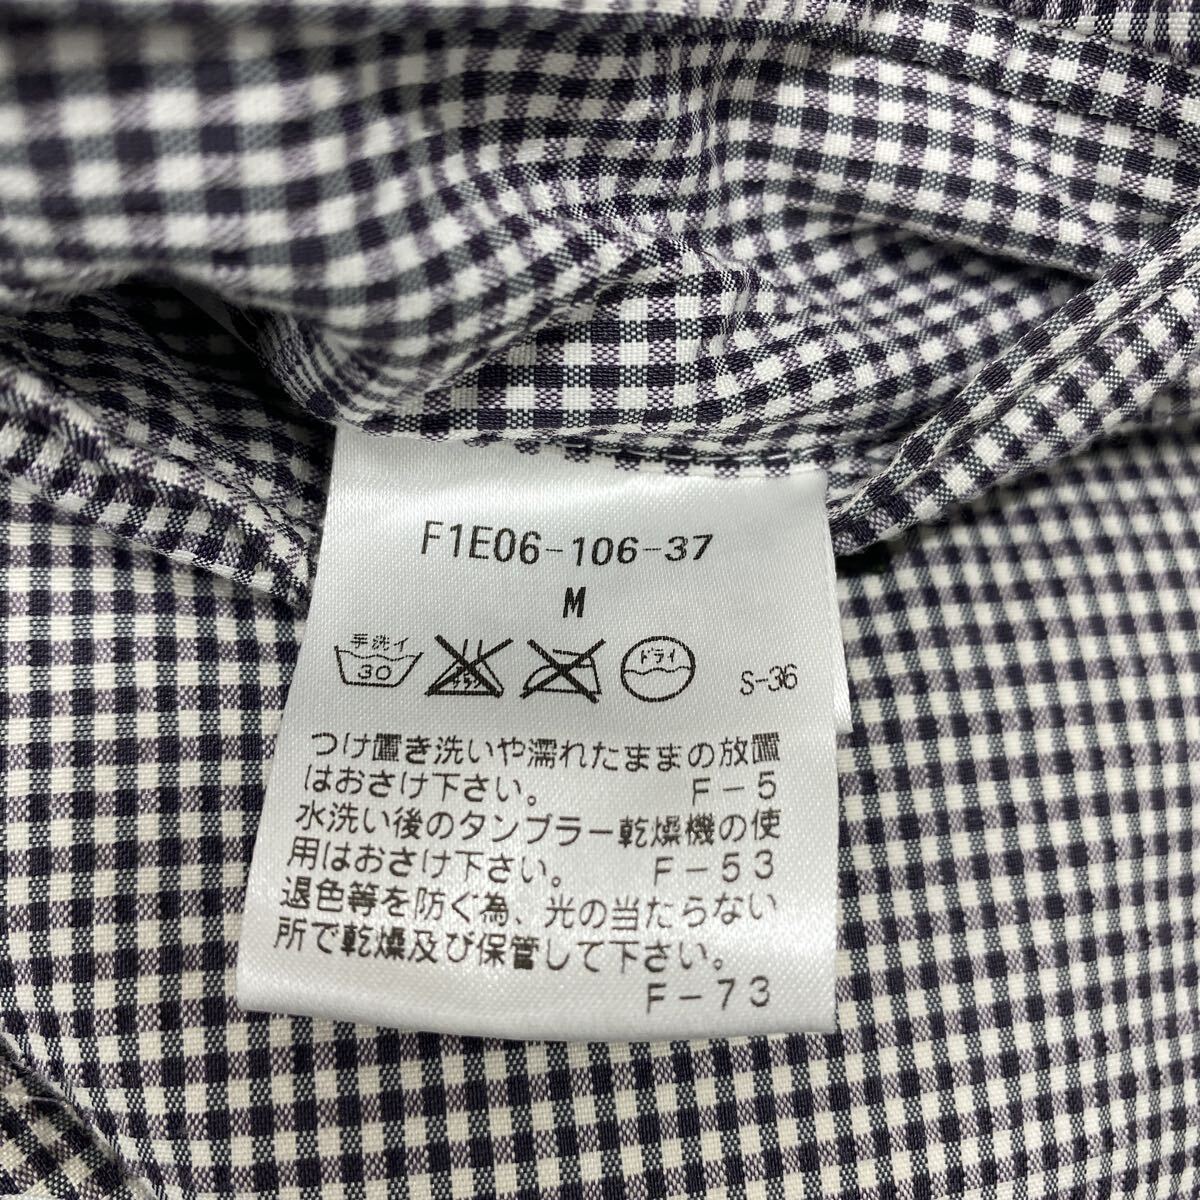 F1E06-106-37
M
手洗イ
30
ドライ
S-36
つけ置き洗いや濡れたままの放置
はおさけ下さい。 F-5
水洗い後のタンブラー乾燥機の使
用はおさけ下さい。 F-53
退色等を防ぐ為、光の当たらない
所で乾燥及び保管して下さい。
F-73